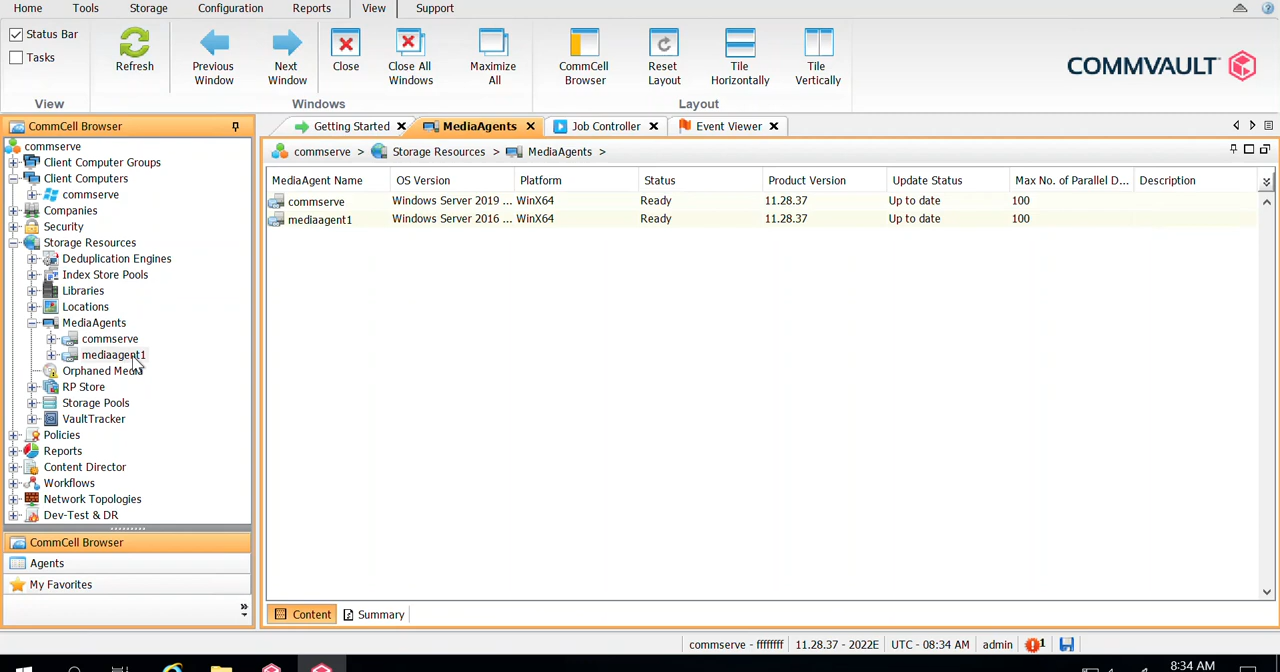 Home Tools Storage Configuration Reports View Support
Status Bar
Tasks
Refresh
Previous Window
Next Window
Close
Close All Windows
Maximize All
CommCell Browser
Reset Layout
Tile Horizontally
Tile Vertically
COMMVAULT
View Windows Layout
CommCell Browser
Getting Started MediaAgents Job Controller Event Viewer
commserve
Client Computer Groups
Client Computers
commserve
Companies
Security
Storage Resources
Deduplication Engines
Index Store Pools
Libraries
Locations
MediaAgents
commserve
mediaagent1
Orphaned Media
RP Store
Storage Pools
VaultTracker
Policies
Reports
Content Director
Workflows
Network Topologies
Dev-Test & DR
CommCell Browser
Agents
My Favorites
commserve > Storage Resources > MediaAgents >
MediaAgent Name OS Version Platform Status Product Version Update Status Max No. of Parallel D... Description
commserve Windows Server 2019 ... WinX64 Ready 11.28.37 Up to date 100
mediaagent1 Windows Server 2016 ... WinX64 Ready 11.28.37 Up to date 100
Content Summary
commserve - ffffffff 11.28.37 - 2022E UTC - 08:34 AM admin 1
8:34 AM